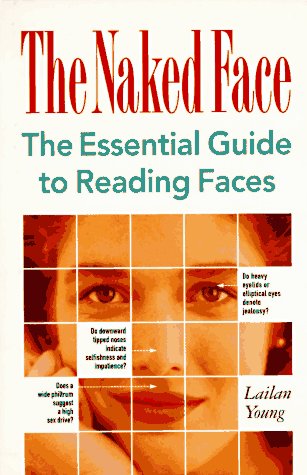 The Naked Face
The Essential Guide
to Reading Faces
Do heavy
eyelids or
elliptical eyes
denote
jealousy?
Do downward
tipped noses
indicate
selfishness and
impatience?
Does a
wide philtrum
suggest
a high
sex drive?
Lailan
Young